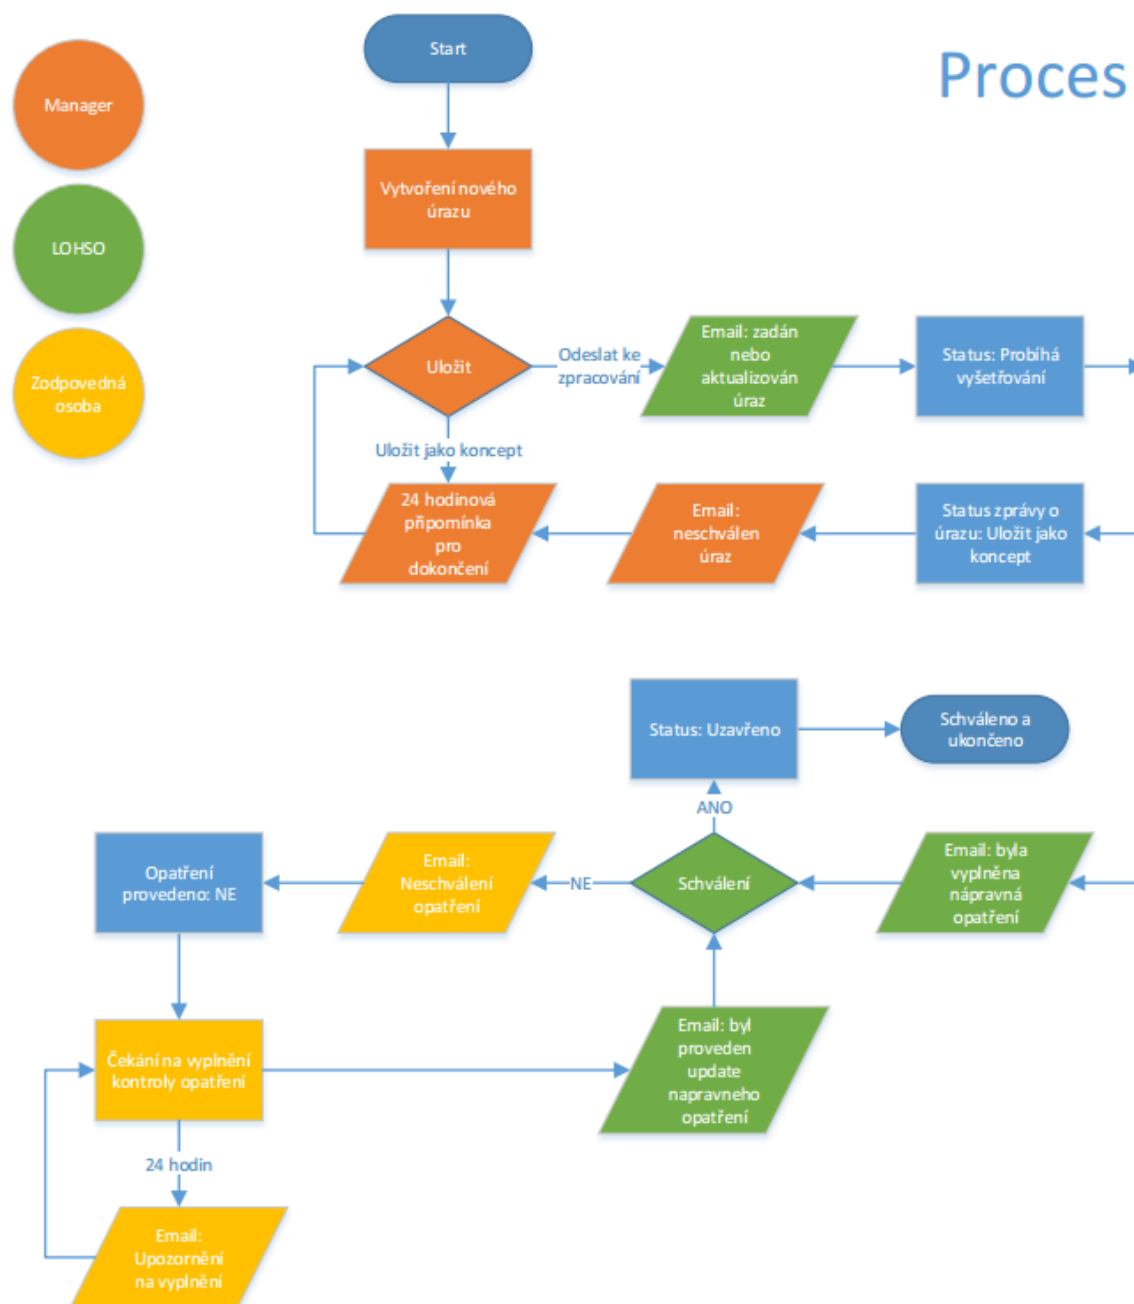 Start
Proces
Manager
Vytvoření nového
úrazu
LOHSO
Zodpovedná
osoba
Uložit
Odeslat ke
zpracování
Email: zadán
nebo
aktualizován
úraz
Status: Probíhá
vyšetřování
Uložit jako koncept
24 hodinová
připomínka
pro
dokončení
Email:
neschválen
úraz
Status zprávy o
úrazu: Uložit jako
koncept
Status: Uzavřeno
Schváleno a
ukončeno
ANO
Opatření
provedeno: NE
Email:
Neschválení
opatření
NE
Schválení
Email: byla
vyplněna
nápravná
opatření
Čekání na vyplnění
kontroly opatření
Email: byl
proveden
update
napravneho
opatření
24 hodin
Email:
Upozornění
na vyplnění